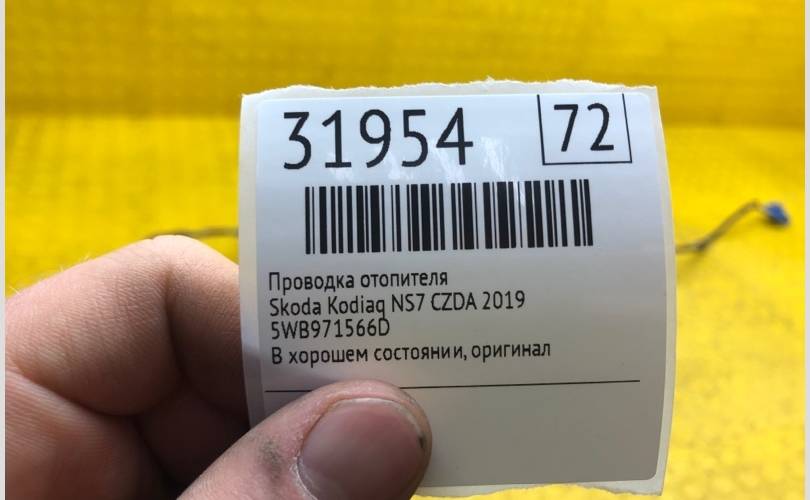 31954 72
Проводка отопителя
Skoda Kodiaq NS7 CZDA 2019
5WB971566D
В хорошем состоянии, оригинал